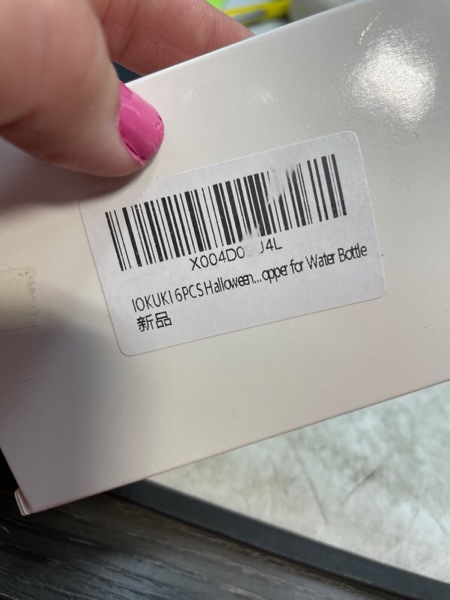 IOKUKI 6PCS Halloween...opper for Water Bottle
新品